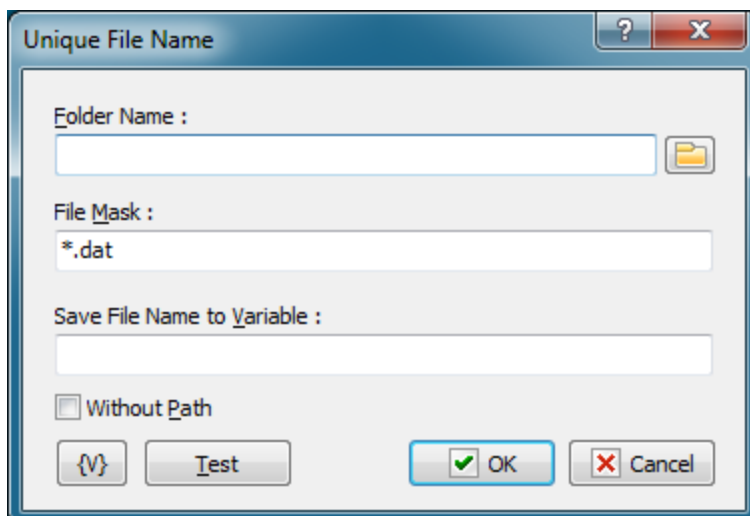 Unique File Name
?
X
Folder Name :
File Mask :
*.dat
Save File Name to Variable :
Without Path
{V} Test OK Cancel